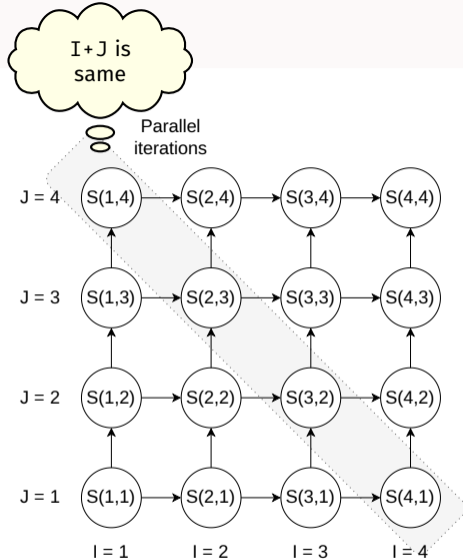 I+J is
same
Parallel
iterations
J = 4 S(1,4) S(2,4) S(3,4) S(4,4)
J = 3 S(1,3) S(2,3) S(3,3) S(4,3)
J = 2 S(1,2) S(2,2) S(3,2) S(4,2)
J = 1 S(1,1) S(2,1) S(3,1) S(4,1)
I = 1 I = 2 I = 3 I = 4